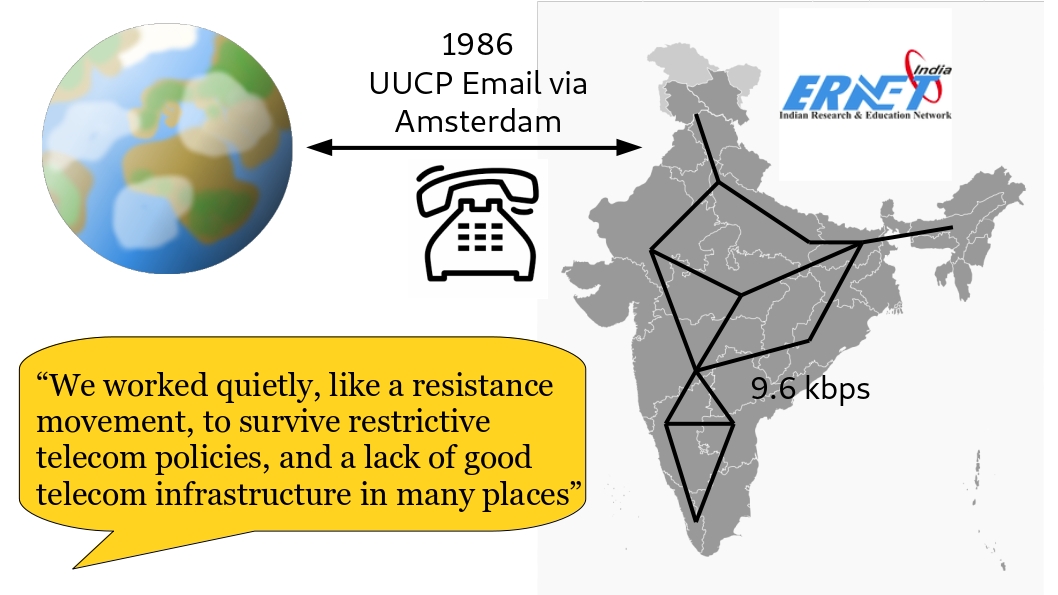 1986
UUCP Email via
Amsterdam
India
ERNET
Indian Research & Education Network
9.6 kbps
“We worked quietly, like a resistance
movement, to survive restrictive
telecom policies, and a lack of good
telecom infrastructure in many places”